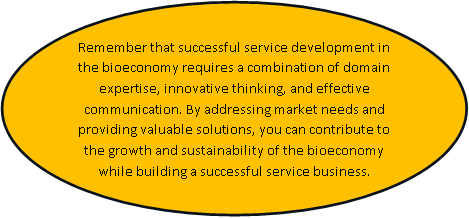 Remember that successful service development in
the bioeconomy requires a combination of domain
expertise, innovative thinking, and effective
communication. By addressing market needs and
providing valuable solutions, you can contribute to
the growth and sustainability of the bioeconomy
while building a successful service business.